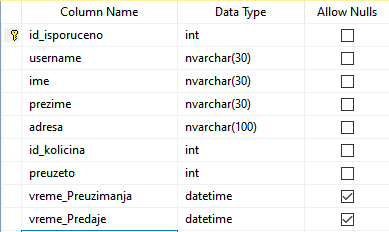 Column Name Data Type Allow Nulls
id_isporuceno int
username nvarchar(30)
ime nvarchar(30)
prezime nvarchar(30)
adresa nvarchar(100)
id_kolicina int
preuzeto int
vreme_Preuzimanja datetime
vreme_Predaje datetime